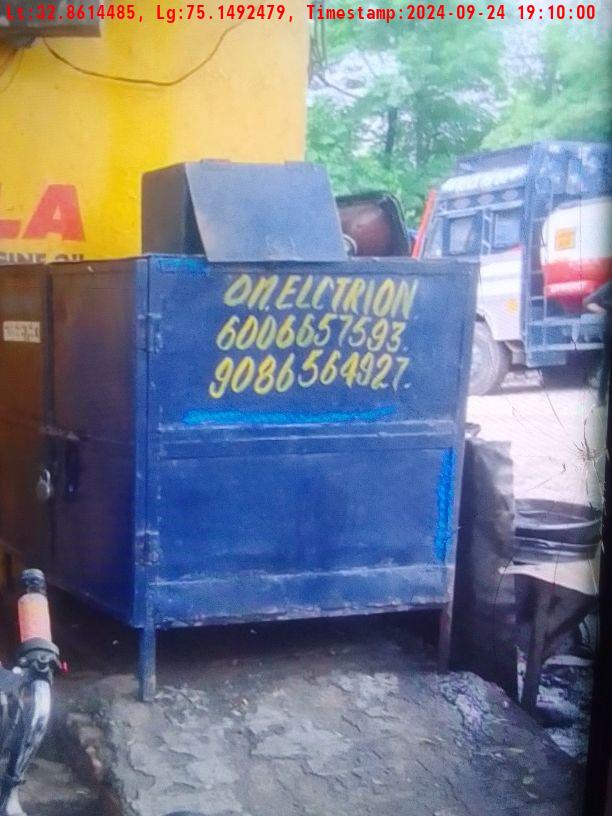 Lt:32.8614485, Lg:75.1492479, Timestamp:2024-09-24 19:10:00
LA
ON. ELCTRION
6006657593.
9086564927.